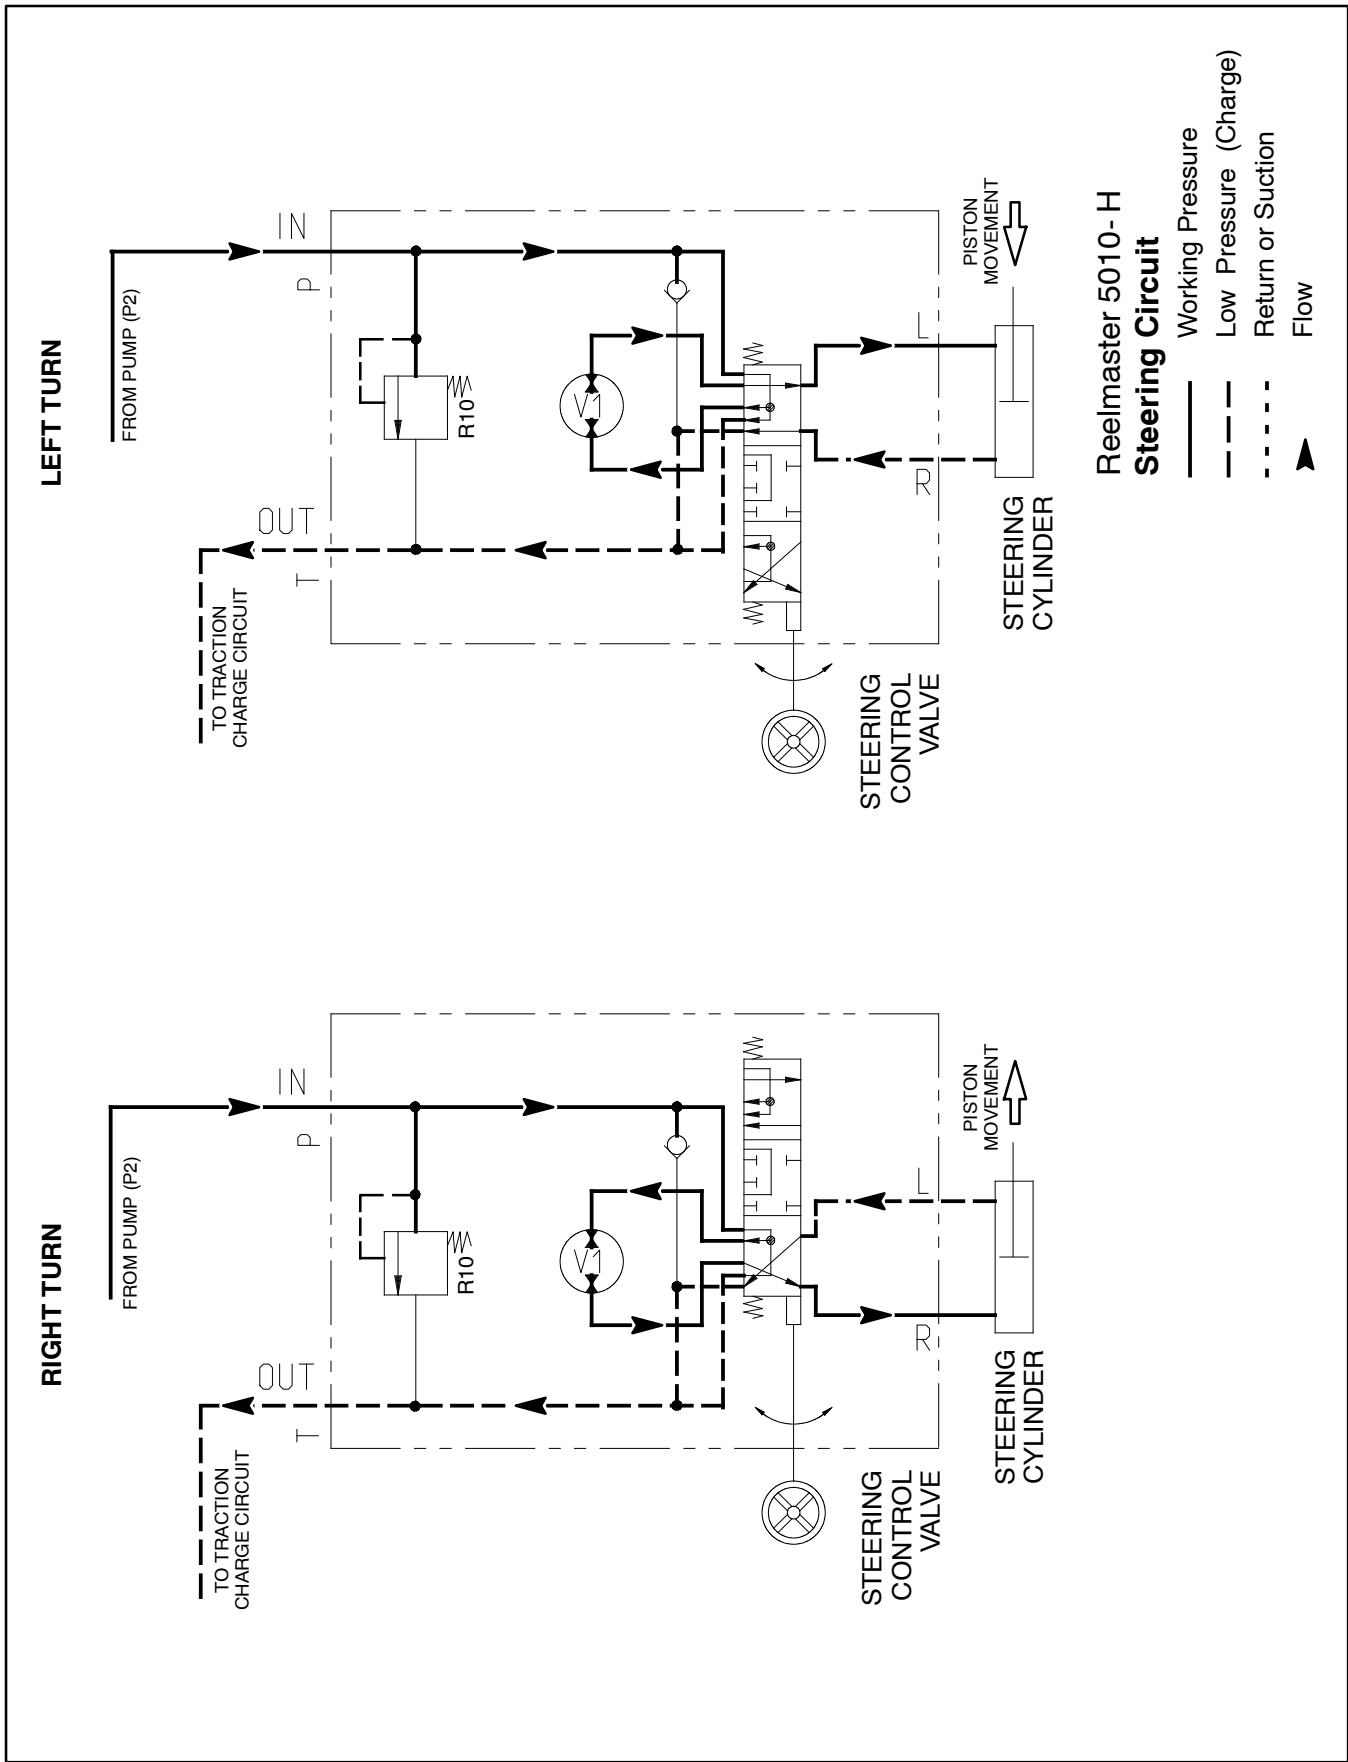 RIGHT TURN
FROM PUMP (P2)
TO TRACTION
CHARGE CIRCUIT
IN
P
OUT
T
R10
V1
STEERING
CONTROL
VALVE
R
L
STEERING
CYLINDER
PISTON
MOVEMENT
LEFT TURN
FROM PUMP (P2)
TO TRACTION
CHARGE CIRCUIT
IN
P
OUT
T
R10
V1
STEERING
CONTROL
VALVE
R
L
STEERING
CYLINDER
PISTON
MOVEMENT
Reelmaster 5010-H
Steering Circuit
Working Pressure
Low Pressure (Charge)
Return or Suction
Flow